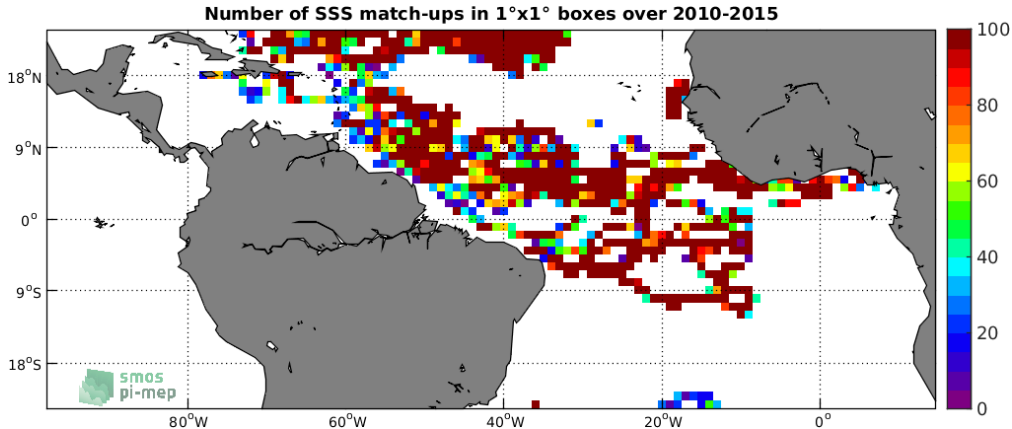 Number of SSS match-ups in 1°x1° boxes over 2010-2015
18°N
9°N
0°
9°S
18°S
80°W
60°W
40°W
20°W
0°
100
80
60
40
20
0
smos
pi-mep